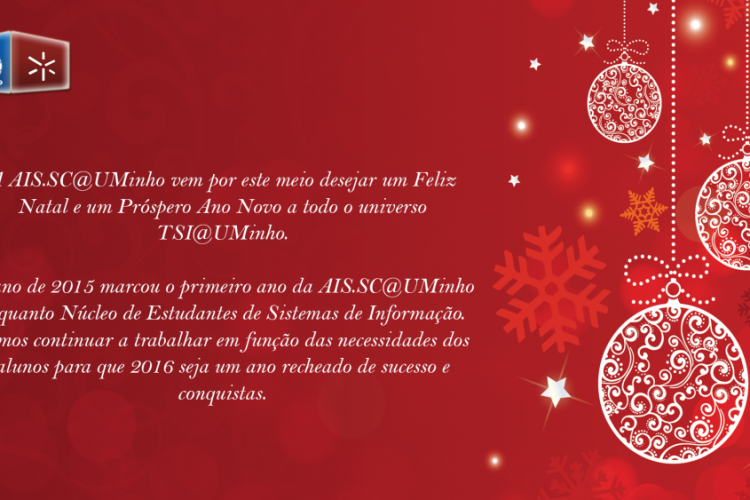 AIS.SC@UMinho vem por este meio desejar um Feliz
Natal e um Próspero Ano Novo a todo o universo
TSI@UMinho.
ano de 2015 marcou o primeiro ano da AIS.SC@UMinho
quanto Núcleo de Estudantes de Sistemas de Informação.
mos continuar a trabalhar em função das necessidades dos
alunos para que 2016 seja um ano recheado de sucesso e
conquistas.